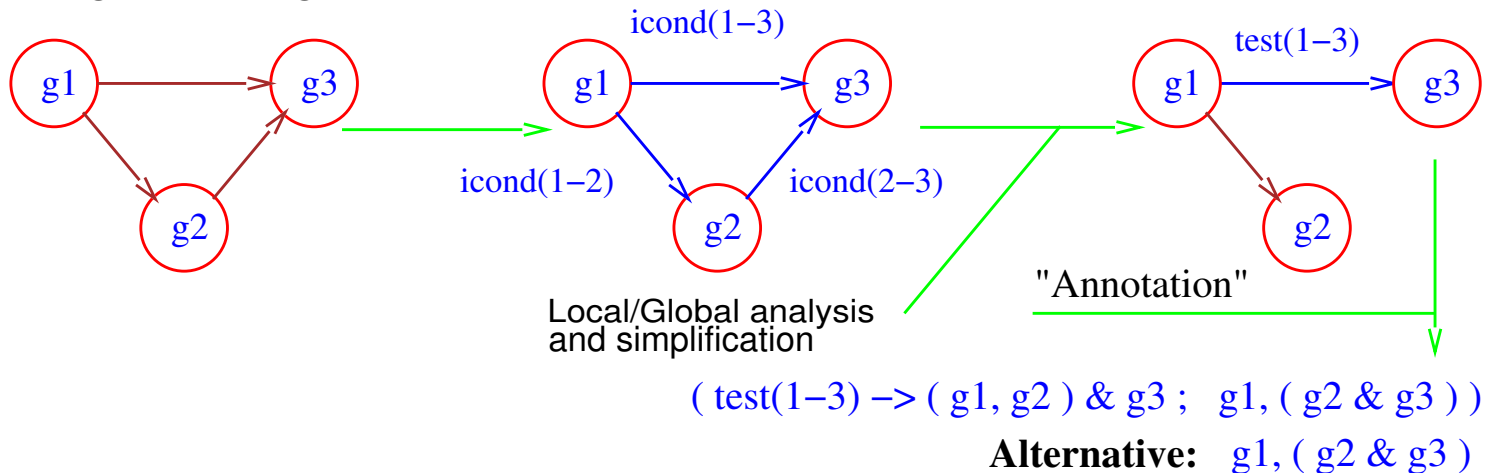 icond(1−3)
test(1−3)
g1 g3 g1 g3 g1 g3
icond(1−2) icond(2−3)
g2 g2 g2
"Annotation"
Local/Global analysis
and simplification
( test(1−3) −> ( g1, g2 ) & g3 ; g1, ( g2 & g3 ) )
Alternative: g1, ( g2 & g3 )